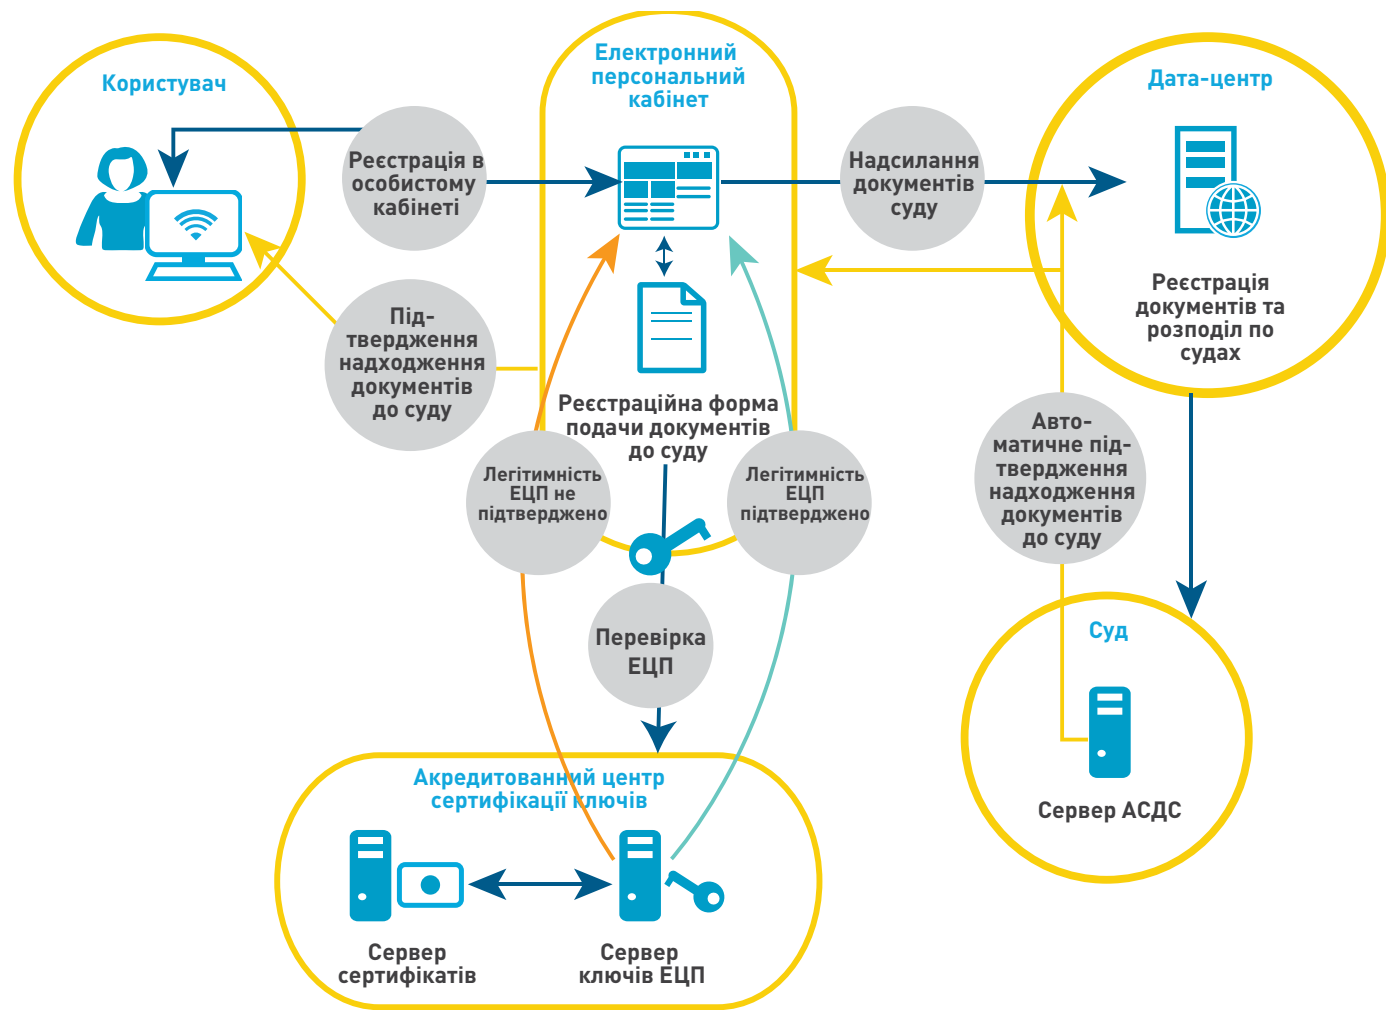 Користувач
Реєстрація в
особистому
кабінеті
Під-
твердження
надходження
документів
до суду
Електронний
персональний
кабінет
Реєстраційна форма
подачи документів
до суду
Легітимність
ЕЦП не
підтверджено
Легітимність
ЕЦП
підтверджено
Перевірка
ЕЦП
Надсилання
документів
суду
Дата-центр
Реєстрація
документів та
розподіл по
судах
Авто-
матичне під-
твердження
надходження
документів
до суду
Суд
Сервер АСДС
Акредитованний центр
сертифікації ключів
Сервер
сертифікатів
Сервер
ключів ЕЦП